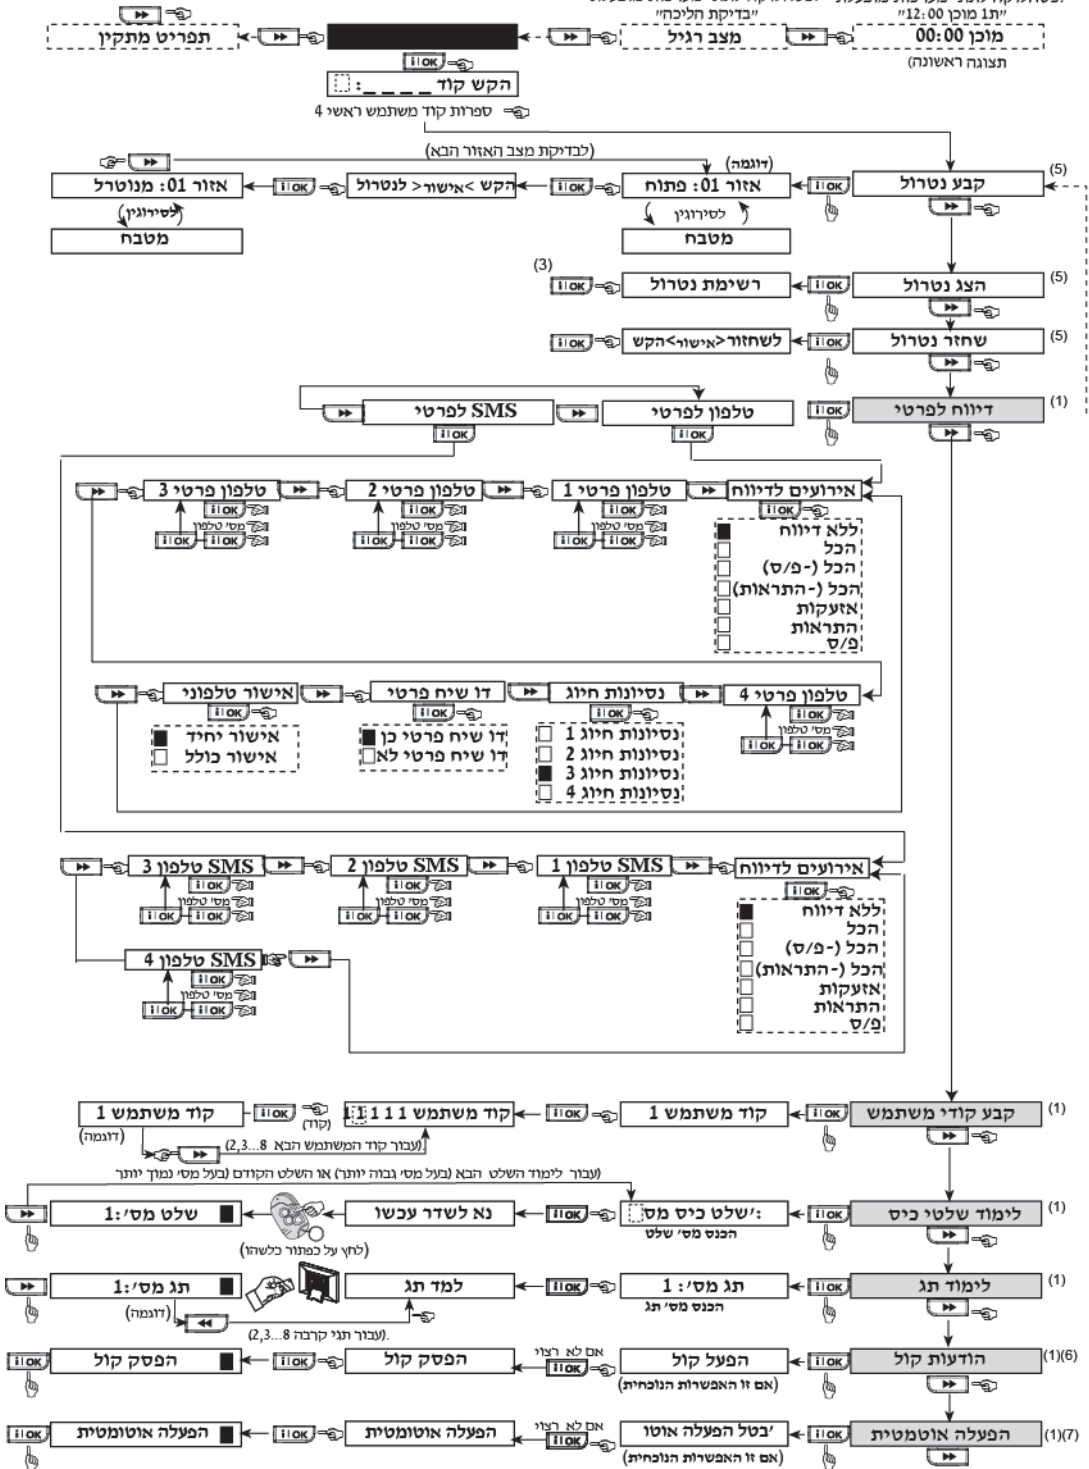 "ת1 מוכן 12:00"
"בדיקת הליכה"
מוכן 00:00
מצב רגיל
תפריט מתקין
תצוגה ראשונה)
הקש קוד _ _ _ _ :
ספרות קוד משתמש ראשי 4
(לבדיקת מצב האזור הבא)
(דוגמה)
(5)
קבע נטרול
אזור 01: פתוח
הקש >אישור< לנטרול
אזור 01: מנוטרל
לסירוגין
לסירוגין
מטבח
מטבח
(5)
הצג נטרול
רשימת נטרול
(3)
(5)
שחזר נטרול
לשחזור<אישור>הקש
(1)
דיווח לפרטי
טלפון לפרטי
SMS לפרטי
אירועים לדיווח
טלפון פרטי 1
טלפון פרטי 2
טלפון פרטי 3
מס' טלפון
מס' טלפון
מס' טלפון
ללא דיווח
הכל
הכל (-פ/ס)
הכל (-התראות)
אזעקות
התראות
פ/ס
טלפון פרטי 4
נסיונות חיוג
דו שיח פרטי
אישור טלפוני
מס' טלפון
נסיונות חיוג 1
נסיונות חיוג 2
נסיונות חיוג 3
נסיונות חיוג 4
דו שיח פרטי כן
דו שיח פרטי לא
אישור יחיד
אישור כולל
אירועים לדיווח
SMS טלפון 1
SMS טלפון 2
SMS טלפון 3
מס' טלפון
מס' טלפון
מס' טלפון
ללא דיווח
הכל
הכל (-פ/ס)
הכל (-התראות)
אזעקות
התראות
פ/ס
SMS טלפון 4
מס' טלפון
(1)
קבע קודי משתמש
קוד משתמש 1
קוד משתמש 1 1 1 1 1
(קוד)
קוד משתמש 1
(דוגמה)
(עבור קוד המשתמש הבא 8...2,3)
(עבור לימוד השלט הבא (בעל מס' גבוה יותר) או השלט הקודם (בעל מס' נמוך יותר
(1)
לימוד שלטי כיס
שלט כיס מס':
הכנס מס' שלט
נא לשדר עכשו
(לחץ על כפתור כלשהו)
שלט מס':1
(1)
לימוד תג
תג מס': 1
הכנס מס' תג
למד תג
תג מס':1
(דוגמה)
(עבור תגי קרבה 8...2,3).
(1)(6)
הודעות קול
הפעל קול
(אם זו האפשרות הנוכחית)
אם לא רצוי
הפסק קול
הפסק קול
(1)(7)
הפעלה אוטמטית
בטל הפעלה אוטו'
(אם זו האפשרות הנוכחית)
אם לא רצוי
הפעלה אוטומטית
הפעלה אוטומטית